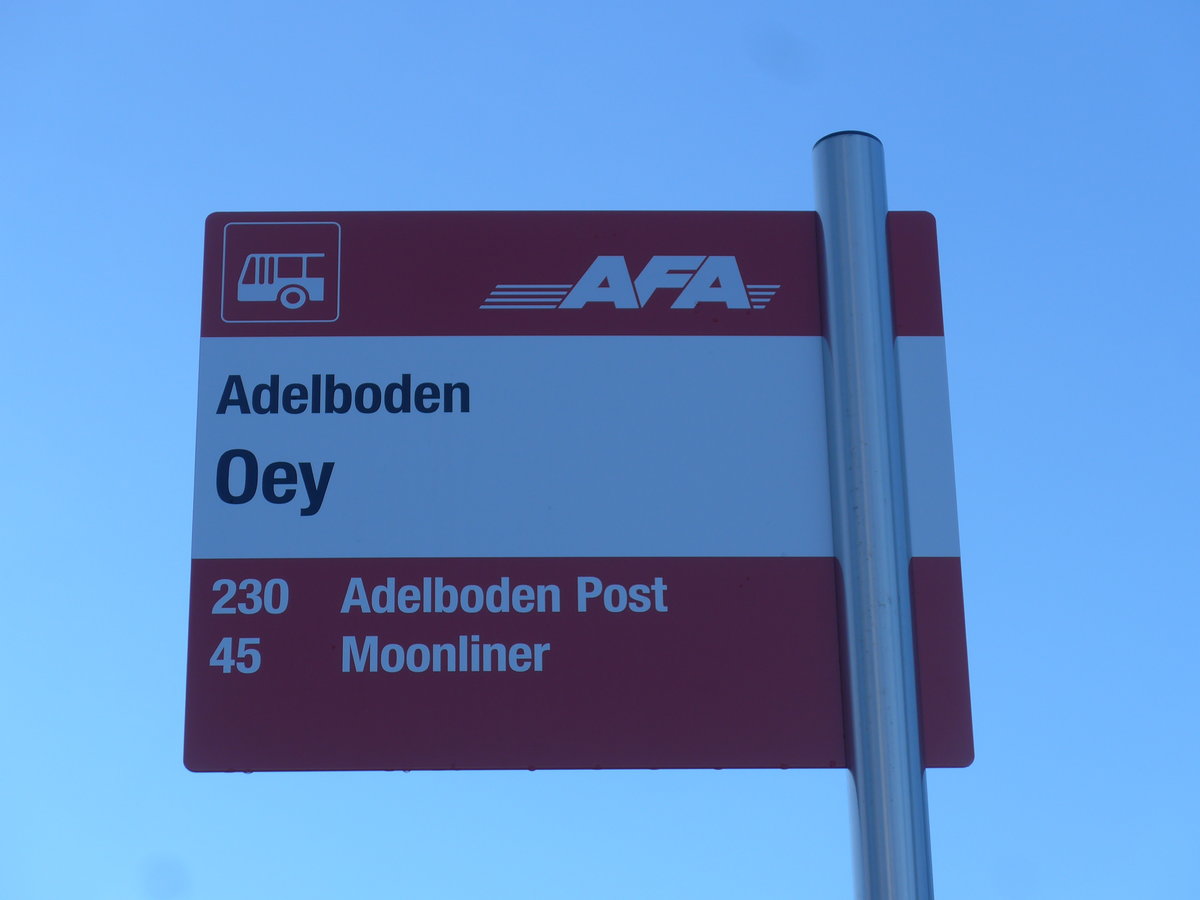 AFA
Adelboden
Oey
230 Adelboden Post
45 Moonliner